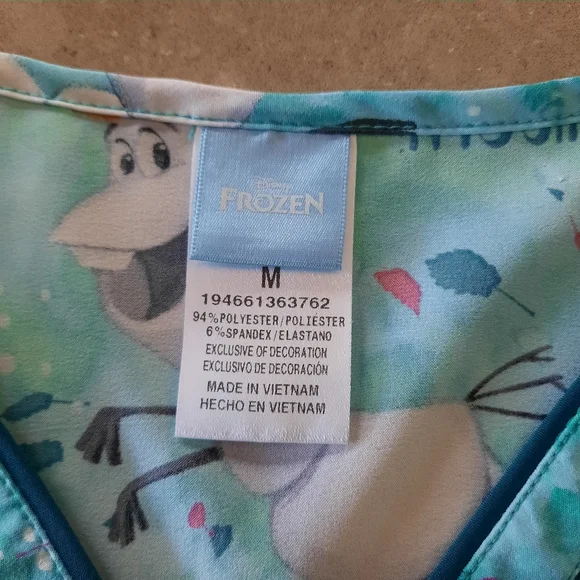 Disney
FROZEN
M
194661363762
94% POLYESTER/POLIÉSTER
6% SPANDEX/ELASTANO
EXCLUSIVE OF DECORATION
EXCLUSIVO DE DECORACIÓN
MADE IN VIETNAM
HECHO EN VIETNAM